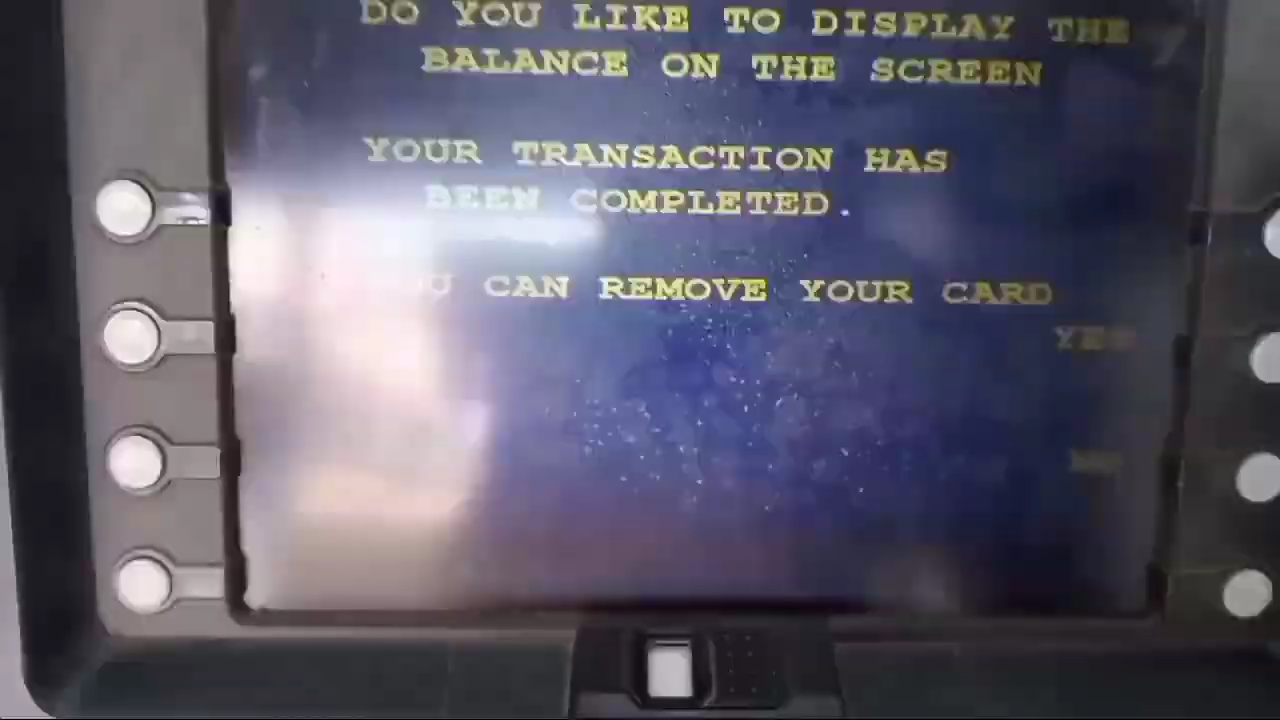 DO YOU LIKE TO DISPLAY THE
BALANCE ON THE SCREEN
YOUR TRANSACTION HAS
BEEN COMPLETED.
CAN REMOVE YOUR CARD
YES
NO